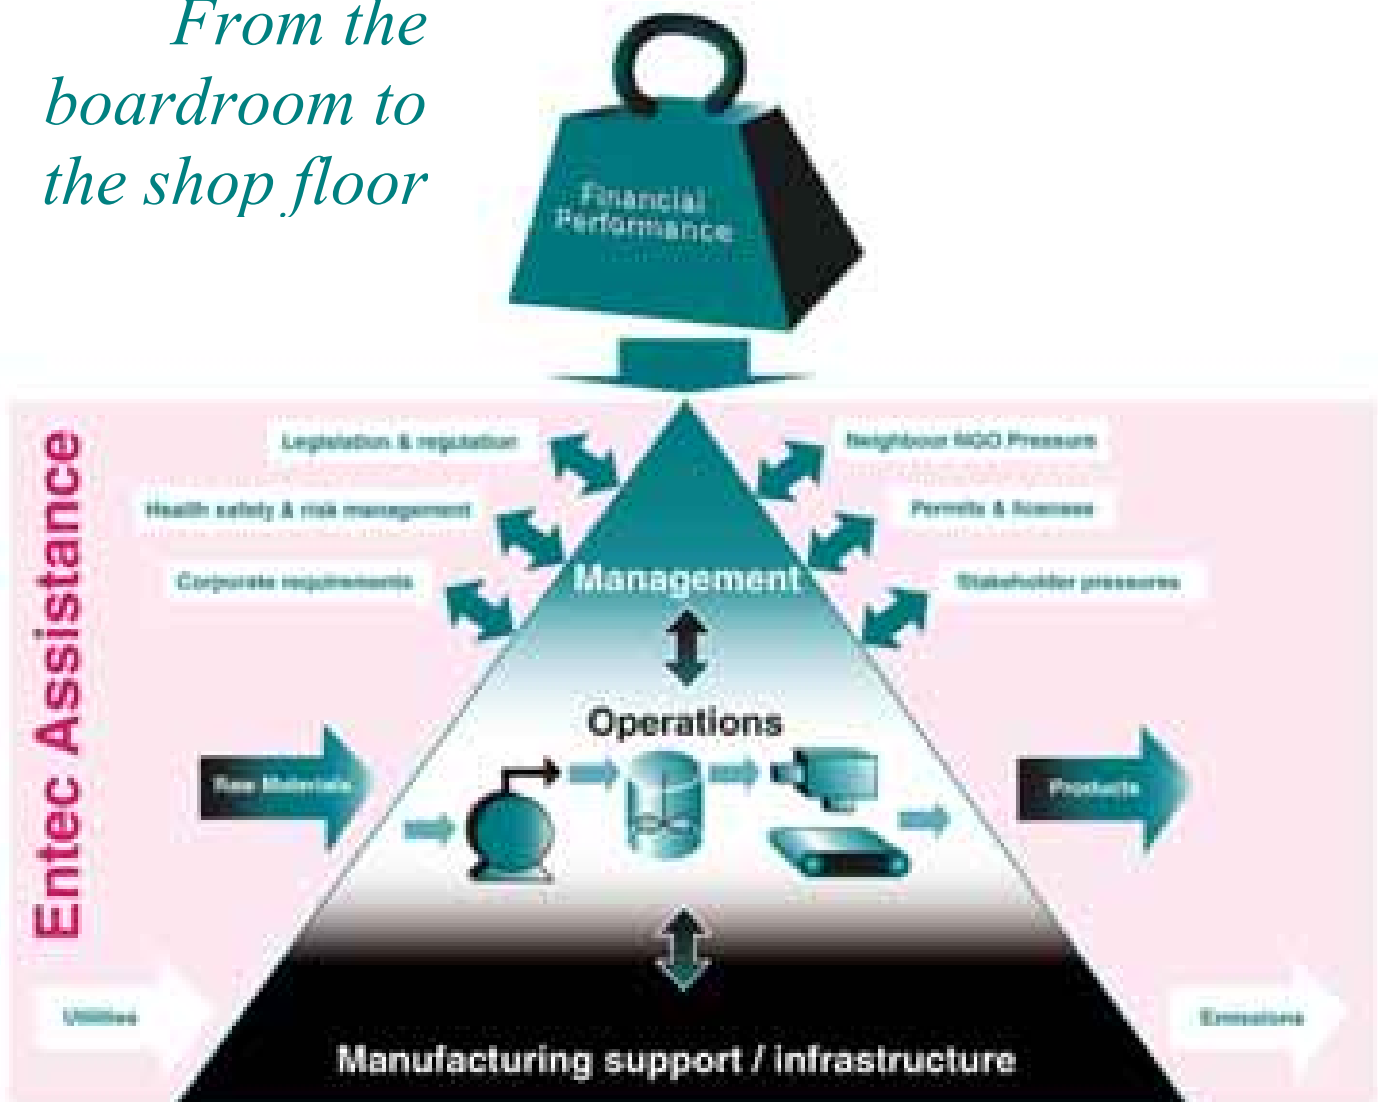 From the
boardroom to
the shop floor
Financial
Performance
Entec Assistance
Legislation & regulation
Neighbour NGO Pressure
Health safety & risk management
Permits & licenses
Corporate requirements
Stakeholder pressures
Management
Operations
Raw Materials
Products
Utilities
Emissions
Manufacturing support / infrastructure